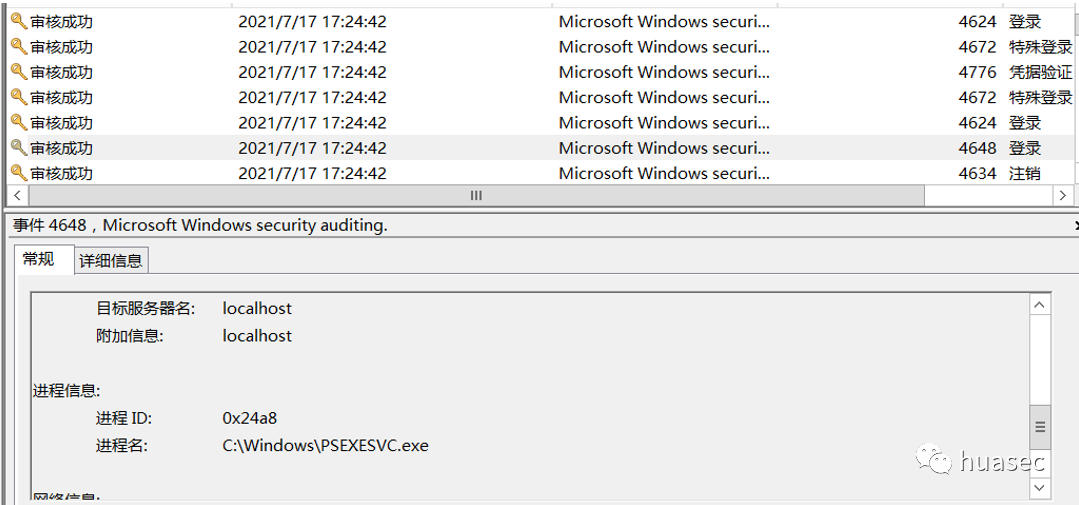 审核成功 2021/7/17 17:24:42 Microsoft Windows securi... 4624 登录
审核成功 2021/7/17 17:24:42 Microsoft Windows securi... 4672 特殊登录
审核成功 2021/7/17 17:24:42 Microsoft Windows securi... 4776 凭据验证
审核成功 2021/7/17 17:24:42 Microsoft Windows securi... 4672 特殊登录
审核成功 2021/7/17 17:24:42 Microsoft Windows securi... 4624 登录
审核成功 2021/7/17 17:24:42 Microsoft Windows securi... 4648 登录
审核成功 2021/7/17 17:24:42 Microsoft Windows securi... 4634 注销
事件 4648，Microsoft Windows security auditing.
常规 详细信息
目标服务器名: localhost
附加信息: localhost
进程信息:
进程 ID: 0x24a8
进程名: C:\Windows\PSEXESVC.exe
网络信息:
huasec